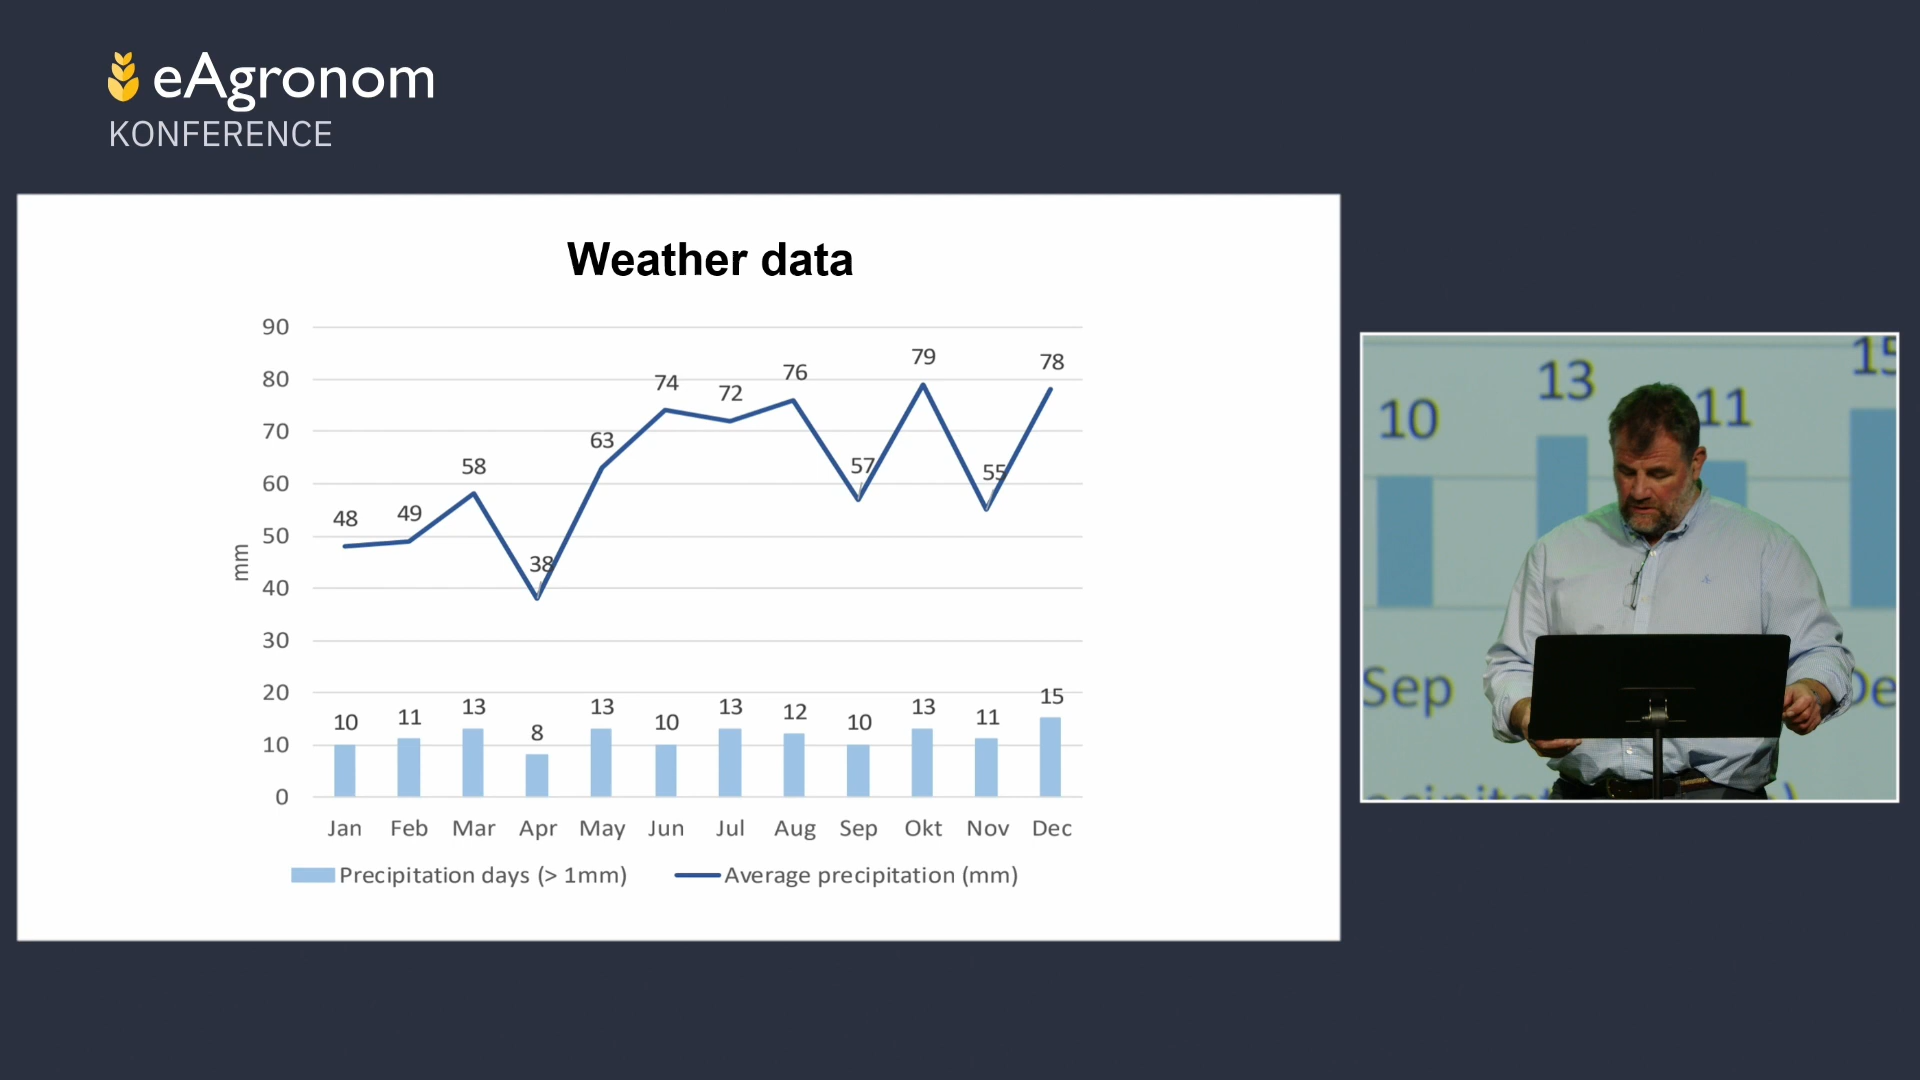 eAgronom
KONFERENCE
Weather data
90
80
70
60
50
40
30
20
10
0
mm
48 49 58 38 63 74 72 76 57 79 55 78
10 11 13 8 13 10 13 12 10 13 11 15
Jan Feb Mar Apr May Jun Jul Aug Sep Okt Nov Dec
Precipitation days (> 1mm) Average precipitation (mm)
10 13 11 15
Sep De